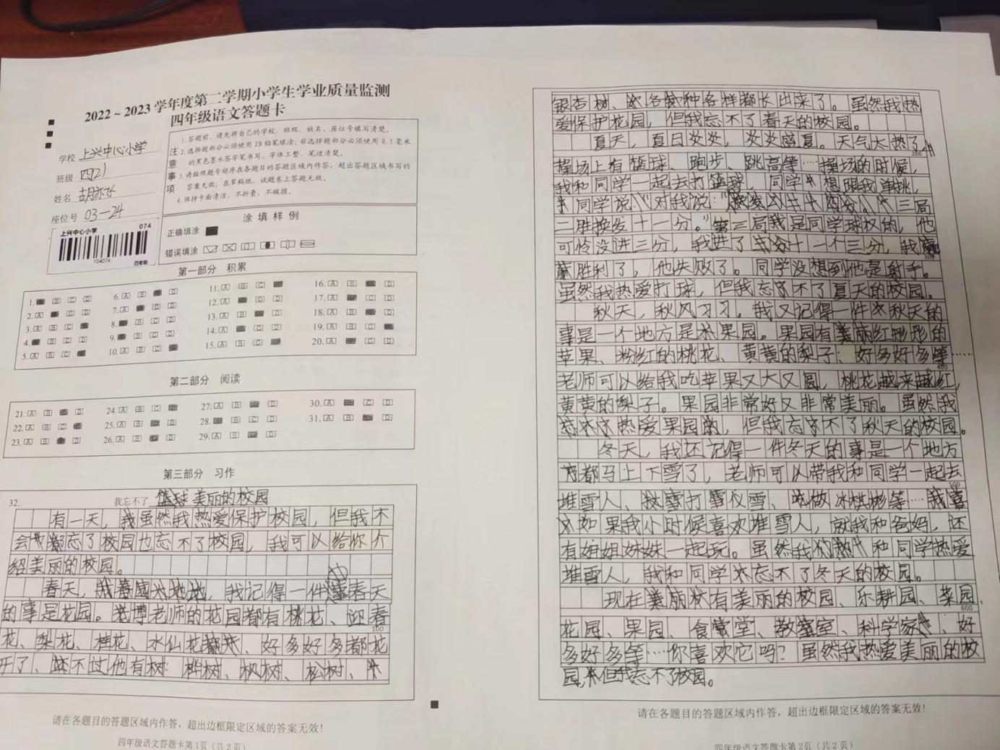 2022～2023学年度第二学期小学生学业质量监测
四年级语文答题卡
学校 上兴中心小学
班级 四(2)
姓名
座位号 03—24
上兴中心小学 074
104074 四年级
注意事项
1.答题前，请先将自己的学校、班级、姓名、座位号填写清楚。
2.选择题部分必须使用2B铅笔填涂；非选择题部分必须使用0.5毫米
的黑色墨水签字笔书写，字体工整、笔迹清楚。
3.请按照题号顺序在各题目的答题区域内作答，超出答题区域书写的
答案无效；在草稿纸、试题卷上答题无效。
4.保持卡面清洁，不折叠、不破损。
涂填样例
正确填涂
错误填涂
第一部分 积累
1. 6. 11. 16.
2. 7. 12. 17.
3. 8. 13. 18.
4. 9. 14. 19.
5. 10. 15. 20.
第二部分 阅读
21. 24. 27. 30.
22. 25. 28. 31.
23. 26. 29.
第三部分 习作
32. 我忘不了 美丽的校园
有一天，虽然我热爱保护校园，但我不
会忘了校园也忘不了校园，我可以给你介
绍美丽的校园。
春天，我记得一件春天
的事是花园。老师的花园都有桃花、迎春
花、梨花、桂花、水仙花、好多好多都花
100
开了，不过他有树：桦树、枫树、松树、
请在各题目的答题区域内作答，超出边框限定区域的答案无效！
四年级语文答题卡第1页（共2页）
银杏树、各种各样都长出来了。虽然我热
爱保护花园，但我忘不了春天的校园。
夏天，夏日炎炎，炎炎盛夏。天气太热了，
200
操场上有篮球、跑步、跳高等……操场的时候，
我和同学一起去打篮球，同学想跟我单挑，
同学说对我说：“三局
二胜换发十一分。”第三局我是同学球权的，他
可怜没进三分，我进了十一个三分，我
300
胜利了，他失败了。同学没想到他是射手。
虽然我热爱打球，但我忘不了夏天的校园。
秋天，秋风习习。我又记得一件秋天的
事是一个地方是果园。果园有美丽红彤彤的
苹果、粉红的桃花、黄黄的梨子；好多好多等……
400
老师可以给我吃苹果又大又圆，桃花越来越红，
黄黄的梨子。果园非常好又非常美丽。虽然我
热爱果园的，但我忘不了秋天的校园。
冬天，我还记得一件冬天的事是一个地方
都马上下雪了，老师可以带我和同学一起去
500
堆雪人、打雪仗、做冰棋彬等…我喜
如果我小时候喜欢堆雪人，就我和爸妈，还
有姐姐妹妹一起玩。虽然我们和同学热爱
堆雪人，我和同学忘不了冬天的校园。
现在有美丽的校园、乐耕园、菜园、
600
花园、果园、食堂、教室、科学家、好
多好多等……你喜欢它吗？虽然我热爱美丽的校
园，但我忘不了校园。
请在各题目的答题区域内作答，超出边框限定区域的答案无效！
四年级语文答题卡第2页（共2页）